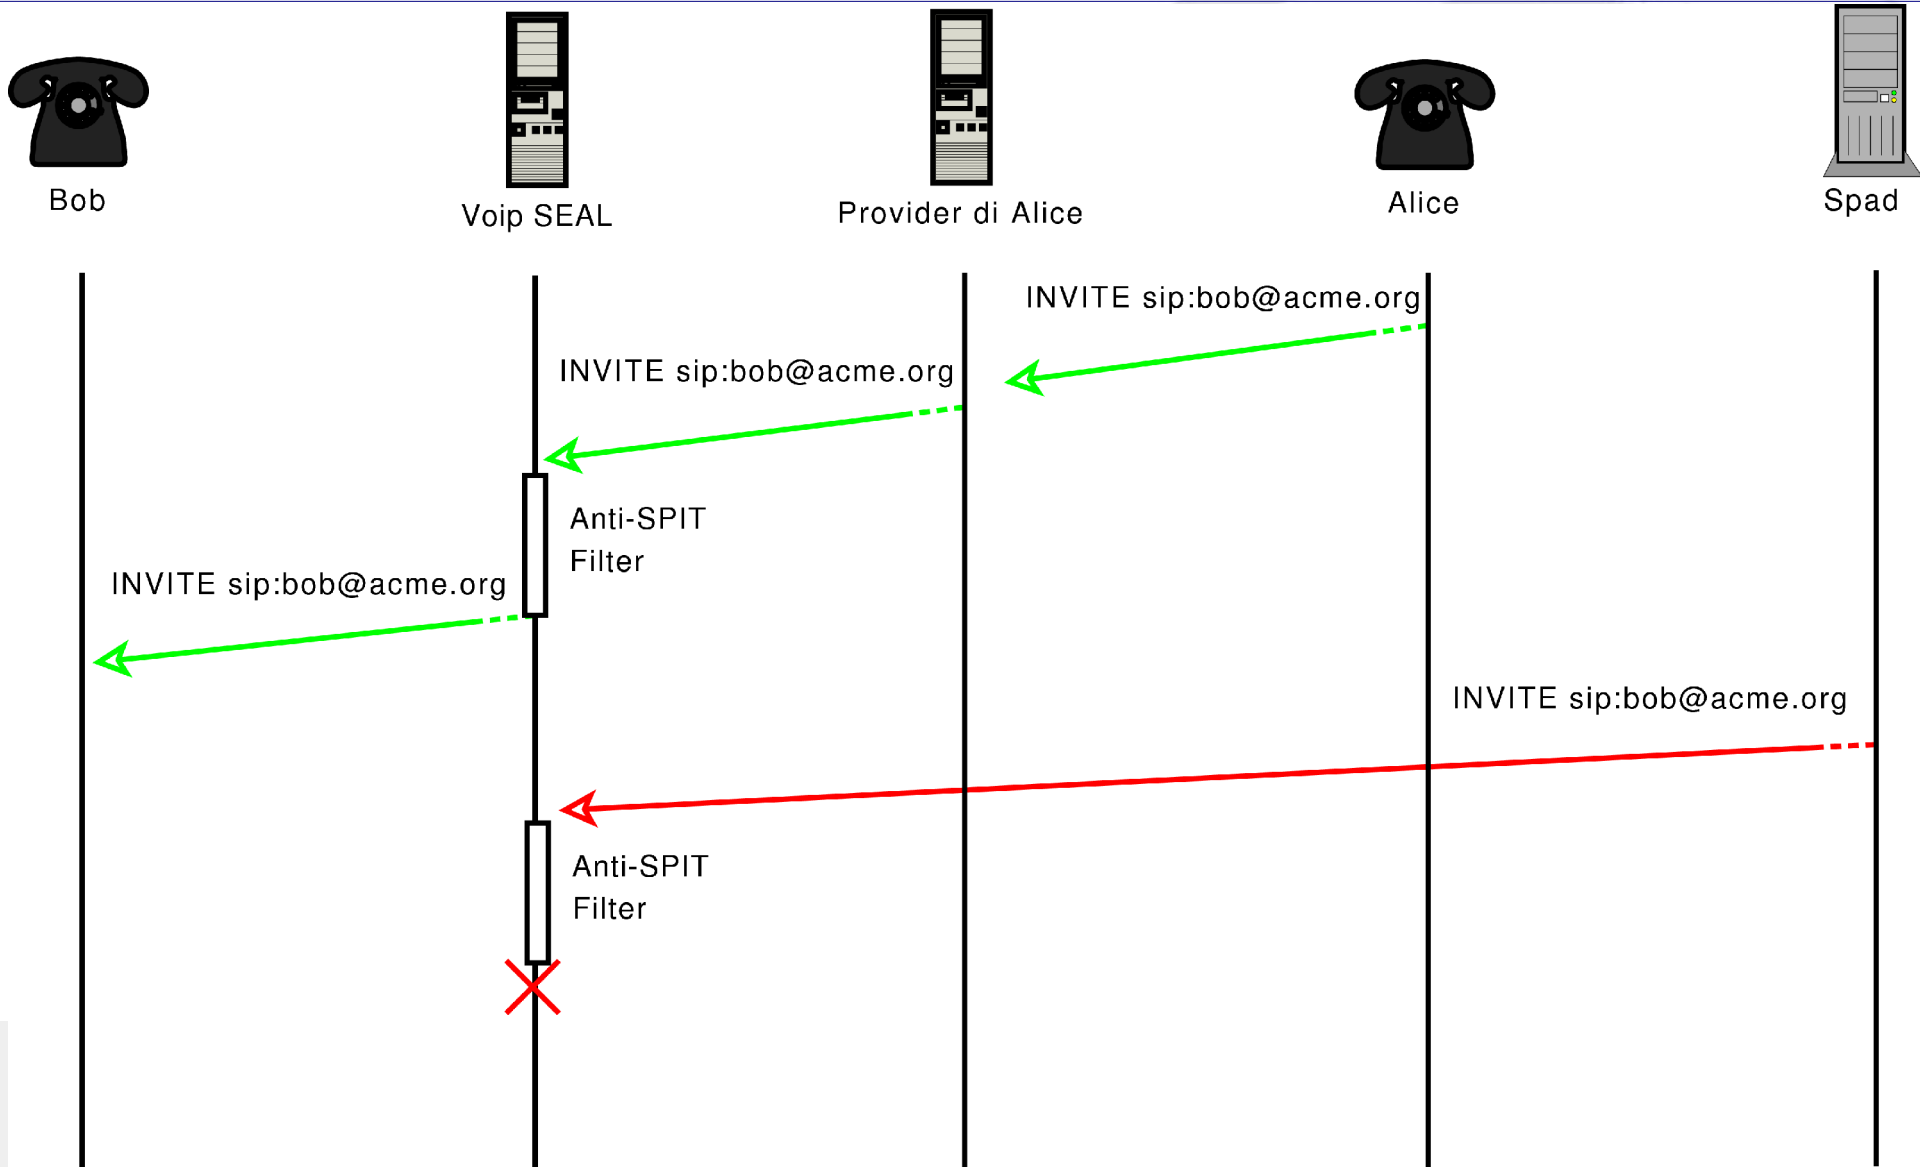 Bob
Voip SEAL
Provider di Alice
Alice
Spad
INVITE sip:bob@acme.org
INVITE sip:bob@acme.org
Anti-SPIT
Filter
INVITE sip:bob@acme.org
INVITE sip:bob@acme.org
Anti-SPIT
Filter